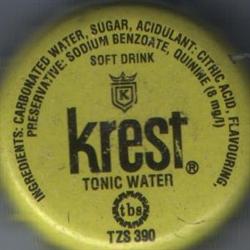 INGREDIENTS: CARBONATED WATER, SUGAR, ACIDULANT: CITRIC ACID, FLAVOURING,
PRESERVATIVE: SODIUM BENZOATE, QUININE (8 mg/l)
SOFT DRINK
K
krest®
TONIC WATER
tbs
TZS 390